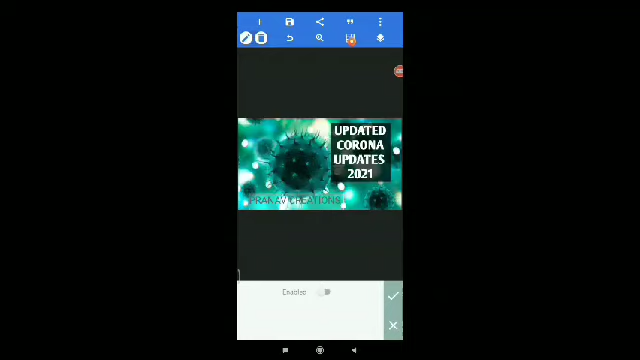 UPDATED
CORONA
UPDATES
2021
PRANAV CREATIONS
Enabled